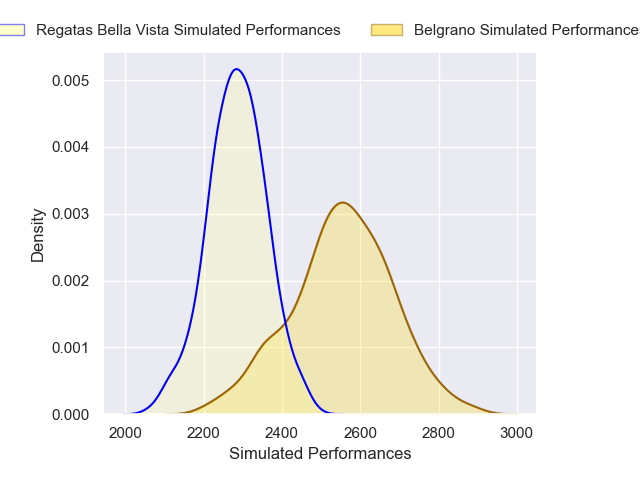 Regatas Bella Vista Simulated Performances
Belgrano Simulated Performance
0.005
0.004
0.003
0.002
0.001
0.000
Density
2000 2200 2400 2600 2800 3000
Simulated Performances